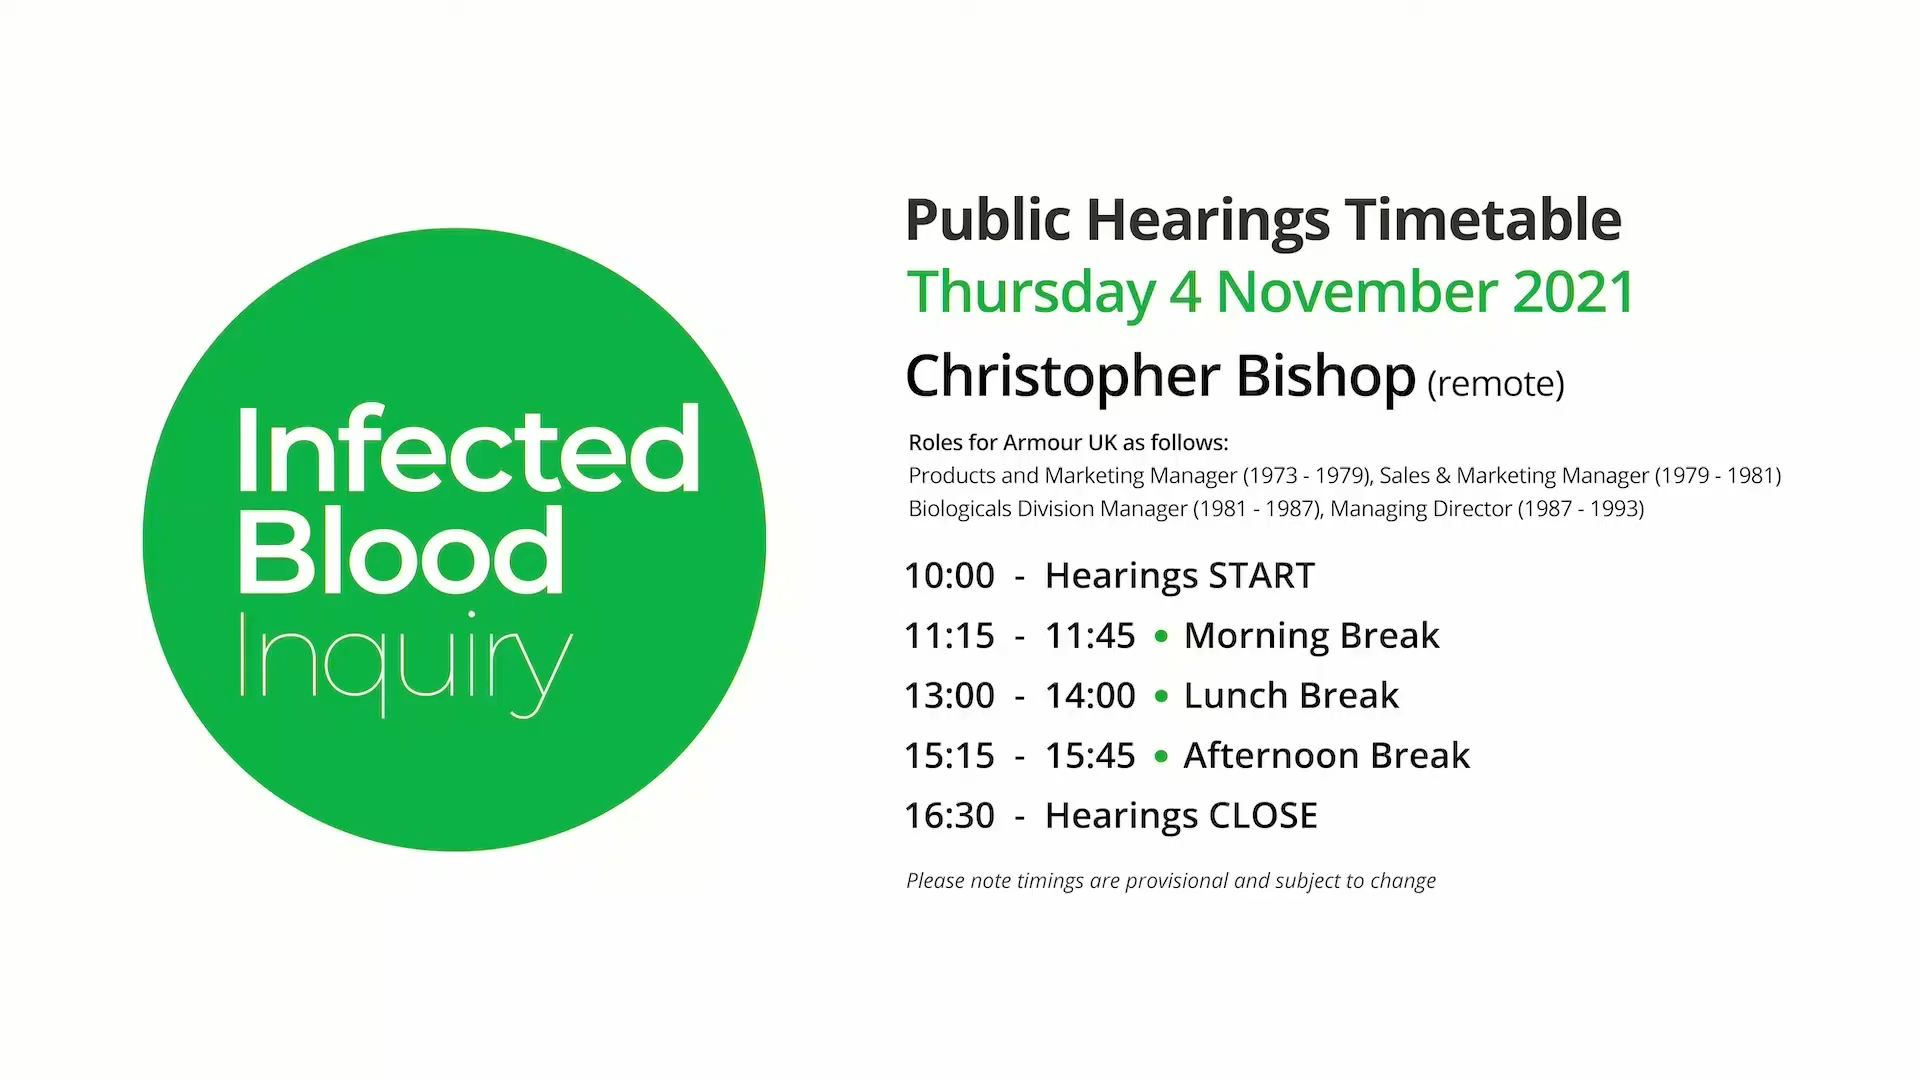 Infected
Blood
Inquiry
Public Hearings Timetable
Thursday 4 November 2021
Christopher Bishop (remote)
Roles for Armour UK as follows:
Products and Marketing Manager (1973 - 1979), Sales & Marketing Manager (1979 - 1981)
Biologicals Division Manager (1981 - 1987), Managing Director (1987 - 1993)
10:00 - Hearings START
11:15 - 11:45 • Morning Break
13:00 - 14:00 • Lunch Break
15:15 - 15:45 • Afternoon Break
16:30 - Hearings CLOSE
Please note timings are provisional and subject to change